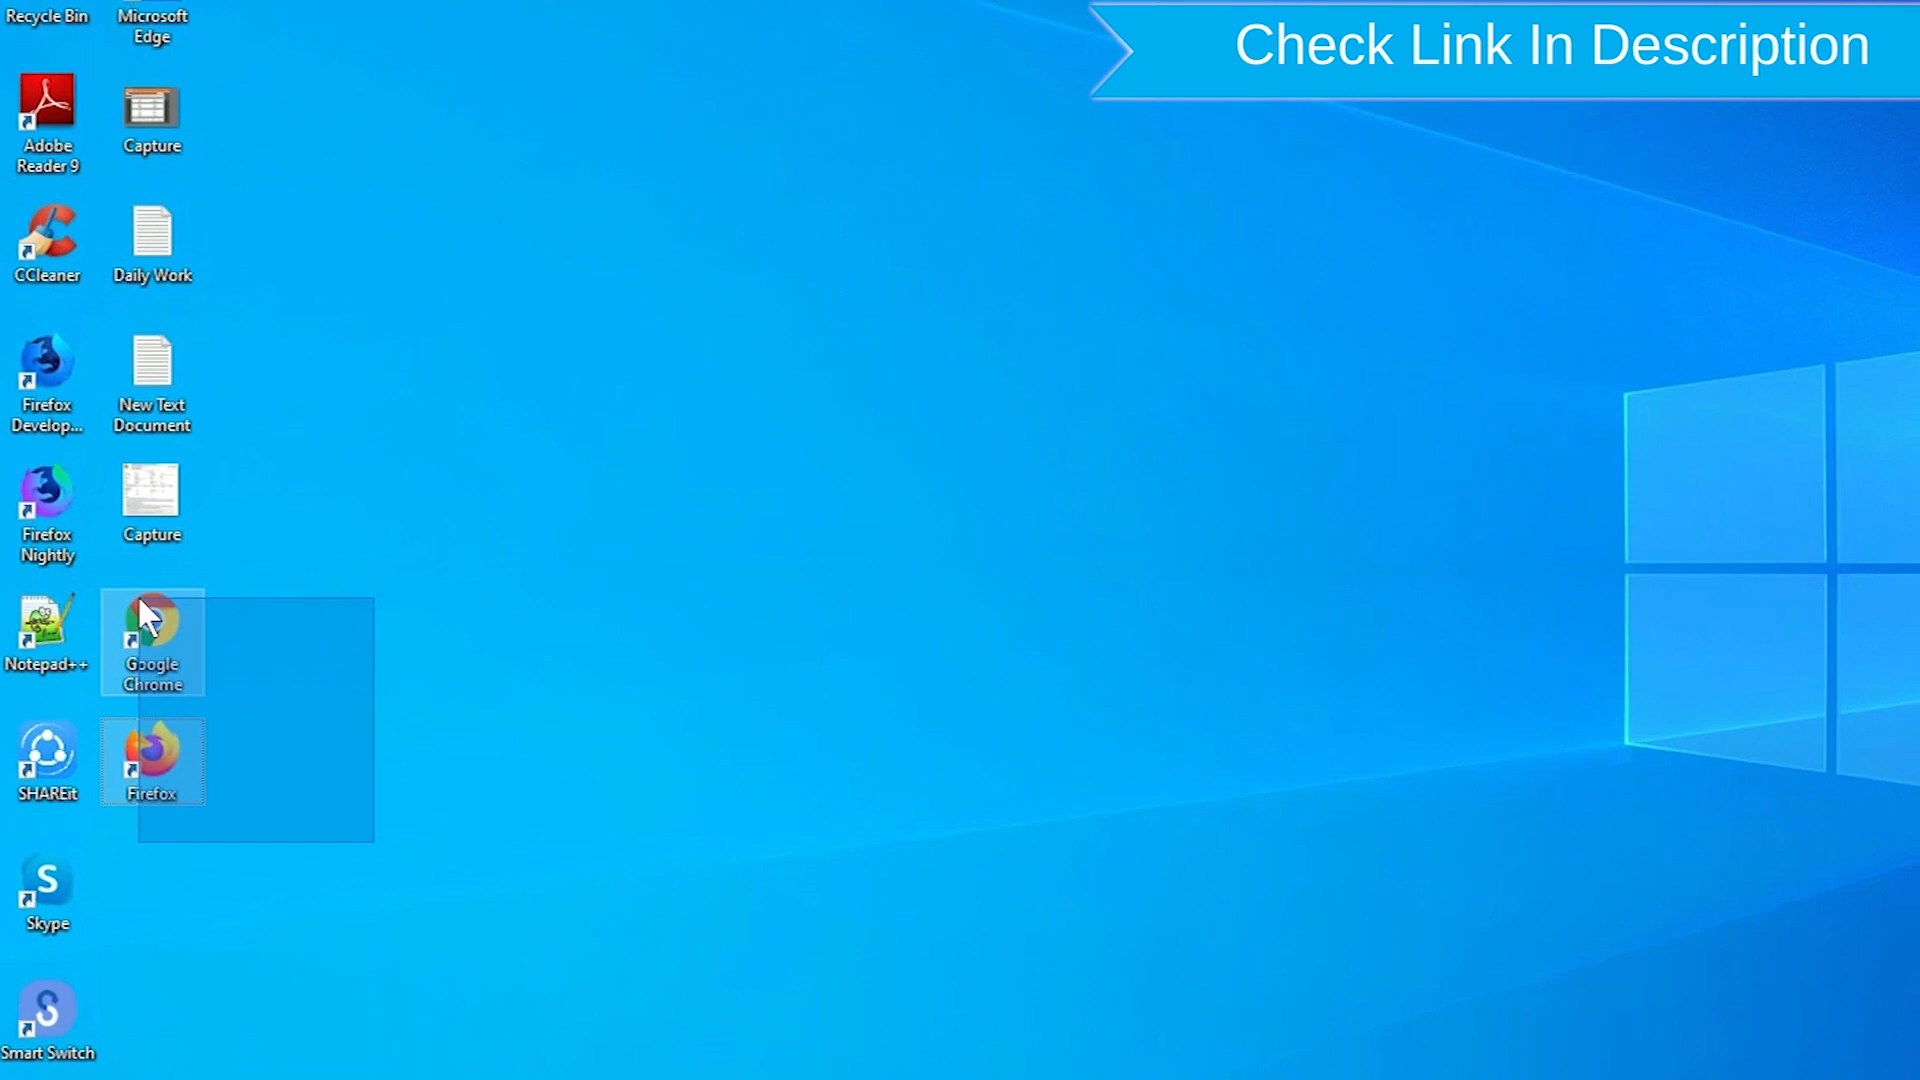 Recycle Bin
Microsoft
Edge
Check Link In Description
Adobe
Reader 9
Capture
CCleaner
Daily Work
Firefox
Develop...
New Text
Document
Firefox
Nightly
Capture
Notepad++
Google
Chrome
SHAREit
Firefox
S
Skype
Smart Switch